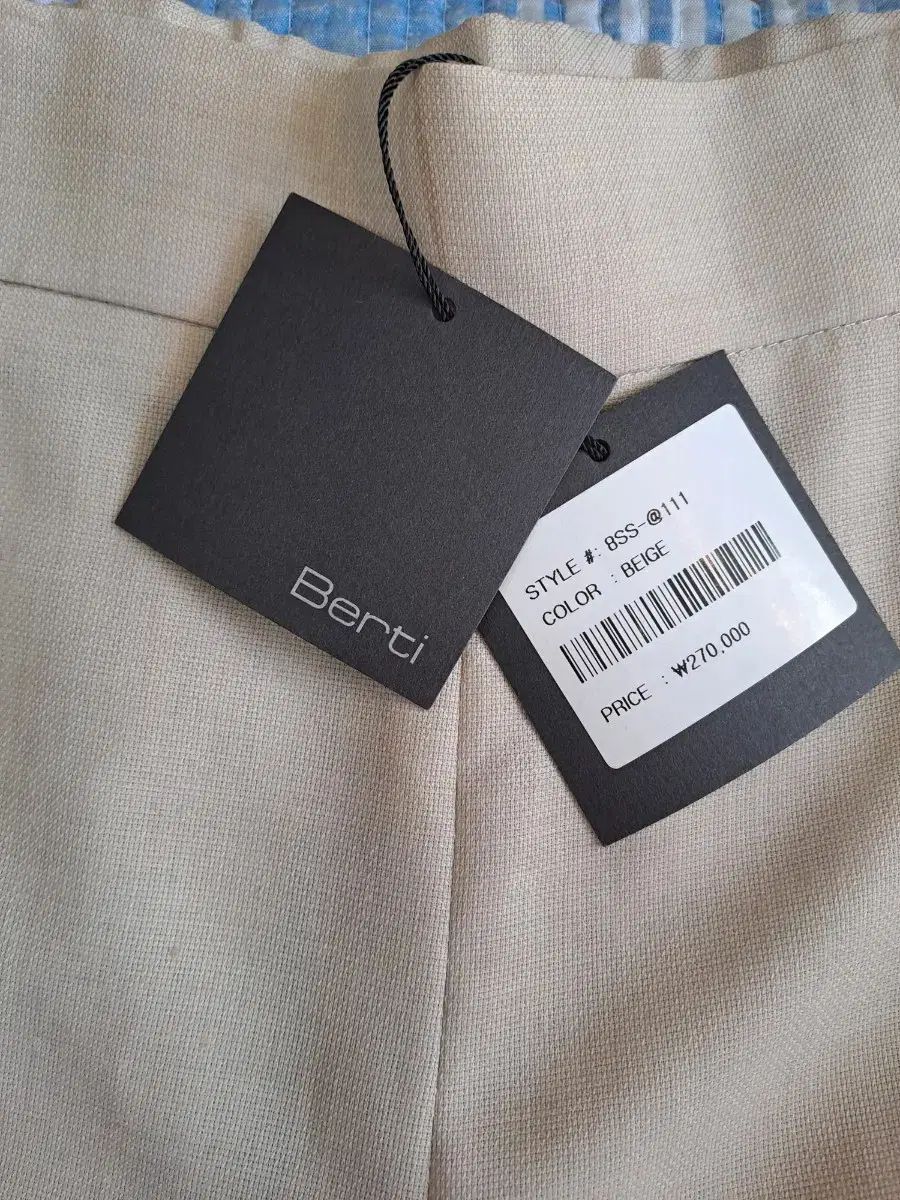 Berti
STYLE #: 8SS-@111
COLOR : BEIGE
PRICE : ₩270,000